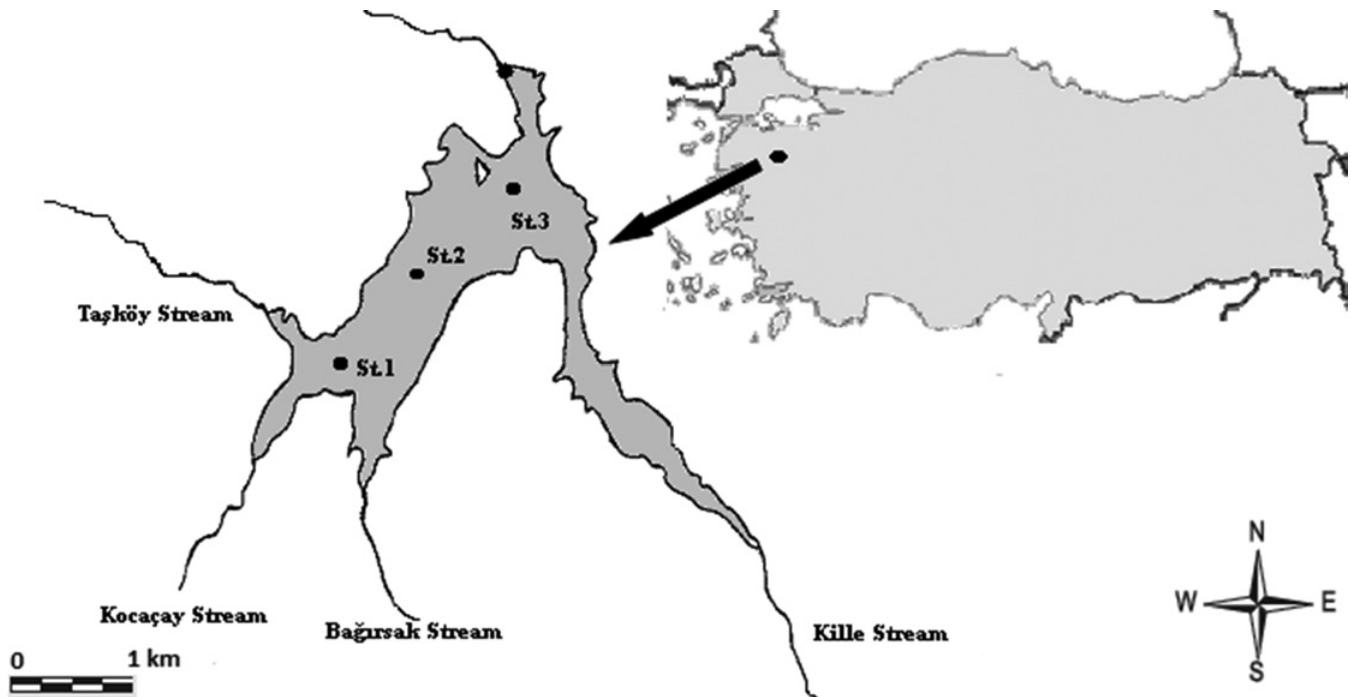 St.3
St.2
Taşköy Stream
St.1
Kocaçay Stream
Bağırsak Stream
Kille Stream
N
W E
S
0 1 km